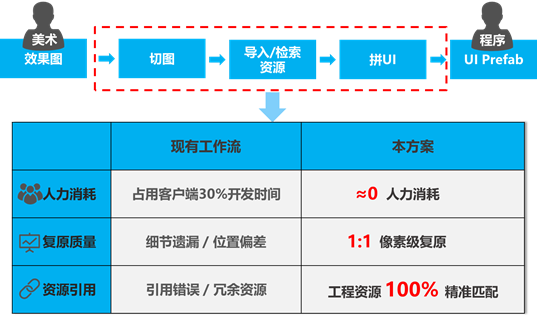 美术
程序
效果图
切图
导入/检索
资源
拼UI
UI Prefab
现有工作流
本方案
人力消耗
占用客户端30%开发时间
≈0 人力消耗
复原质量
细节遗漏 / 位置偏差
1:1 像素级复原
资源引用
引用错误 / 冗余资源
工程资源 100% 精准匹配